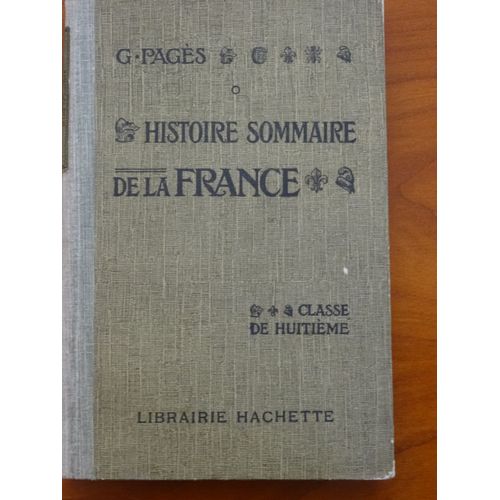 G·PAGÈS
HISTOIRE SOMMAIRE
DE LA FRANCE
CLASSE
DE HUITIÈME
LIBRAIRIE HACHETTE